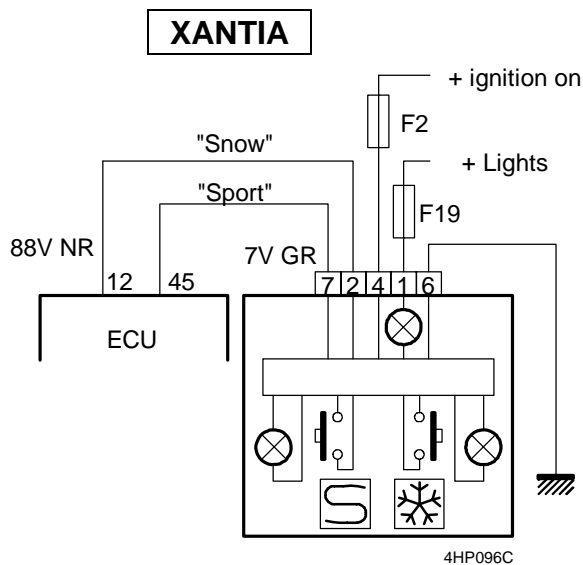 XANTIA
+ ignition on
F2
"Snow"
+ Lights
"Sport"
F19
88V NR
7V GR
12 45
7 2 4 1 6
ECU
S
4HP096C